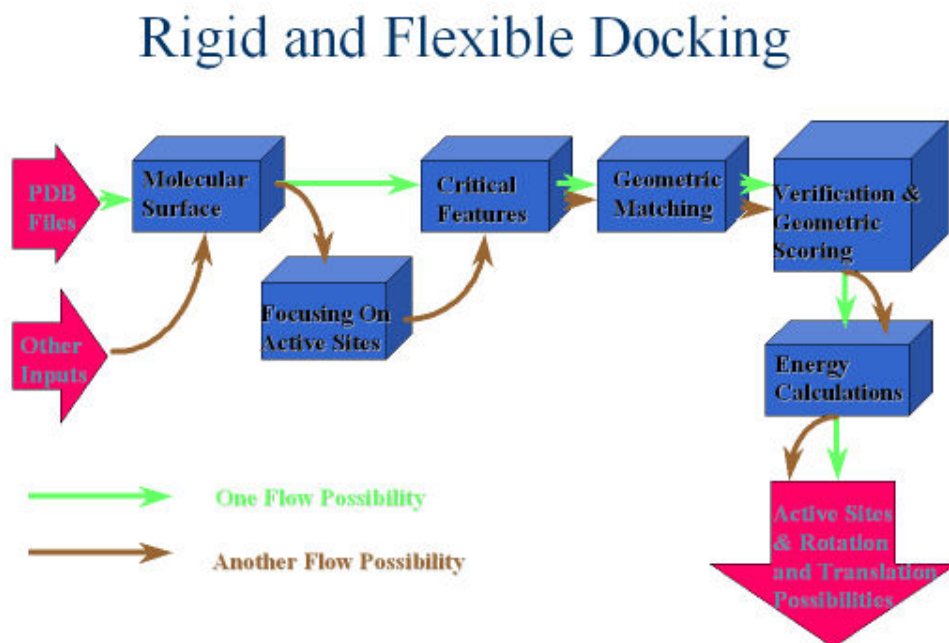 Rigid and Flexible Docking
PDB
Files
Molecular
Surface
Critical
Features
Geometric
Matching
Verification &
Geometric
Scoring
Focusing On
Active Sites
Other
Inputs
Energy
Calculations
One Flow Possibility
Another Flow Possibility
Active Sites
& Rotation
and Translation
Possibilities